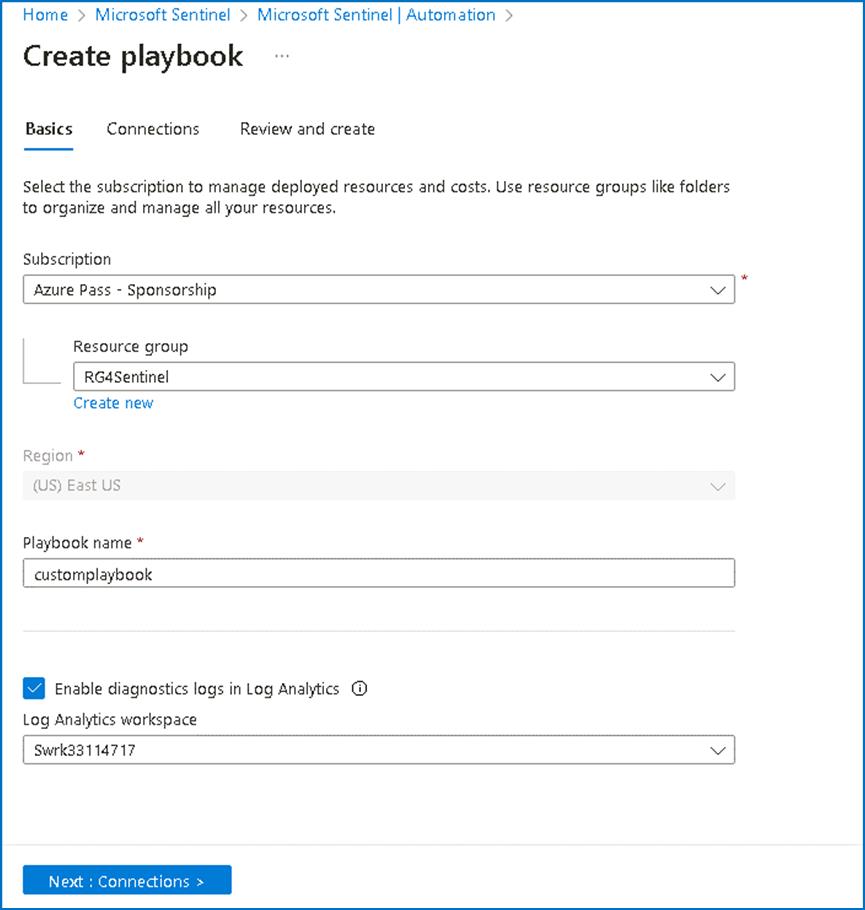 Home > Microsoft Sentinel > Microsoft Sentinel | Automation >
Create playbook ...
Basics Connections Review and create
Select the subscription to manage deployed resources and costs. Use resource groups like folders
to organize and manage all your resources.
Subscription
Azure Pass - Sponsorship *
Resource group
RG4Sentinel
Create new
Region *
(US) East US
Playbook name *
customplaybook
Enable diagnostics logs in Log Analytics
Log Analytics workspace
Swrk33114717
Next : Connections >